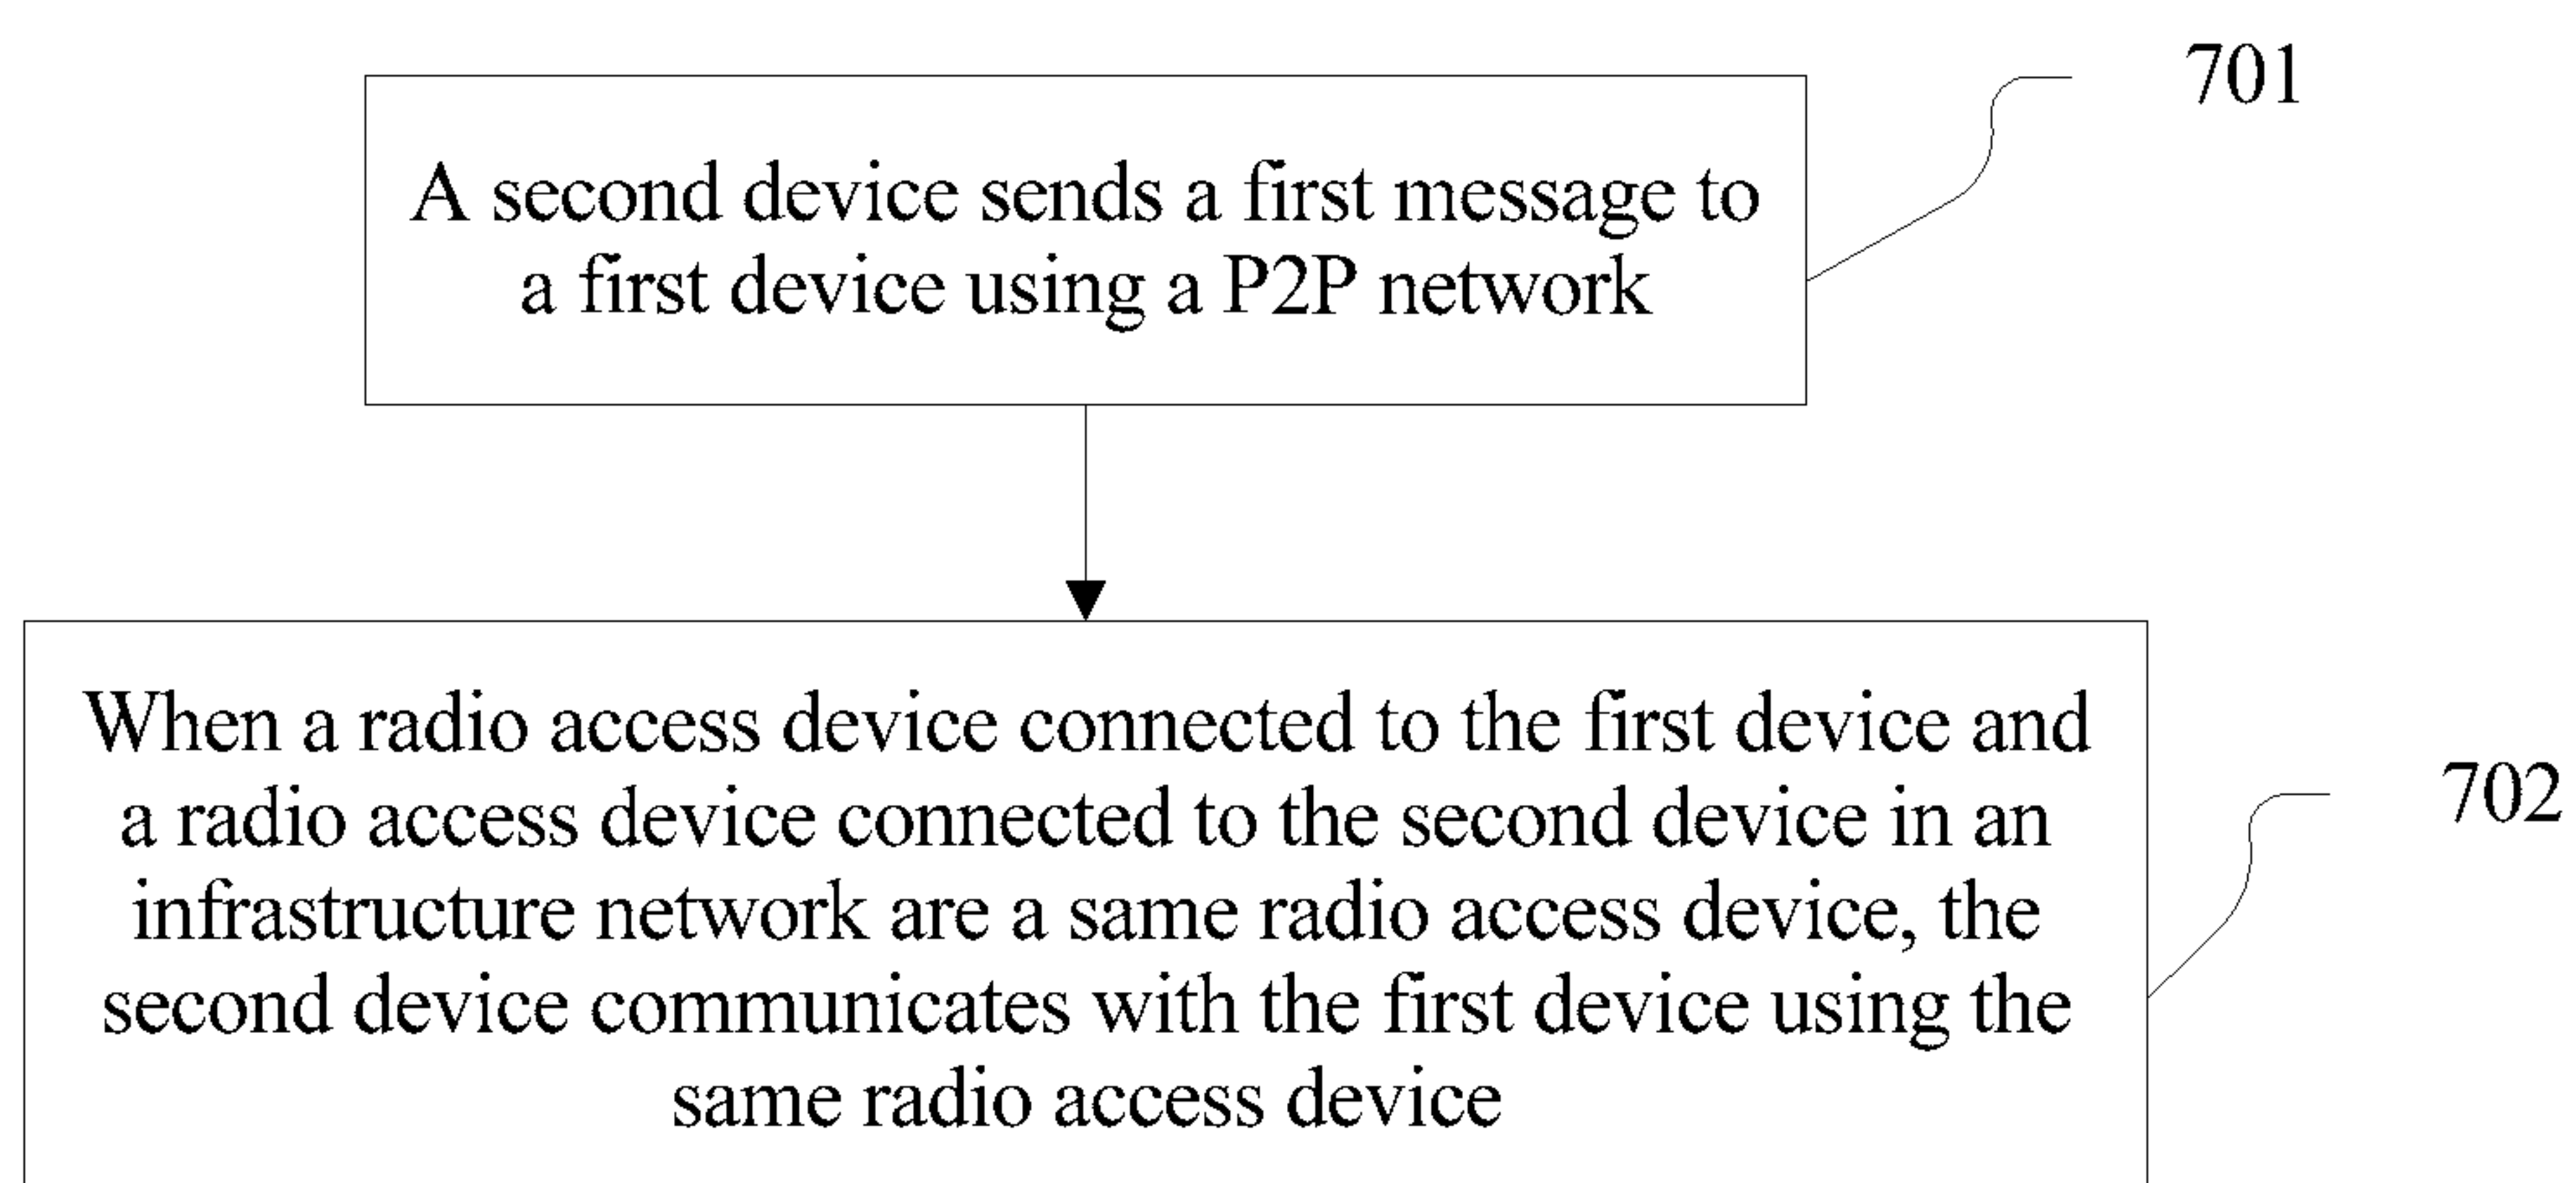 701
A second device sends a first message to
a first device using a P2P network
When a radio access device connected to the first device and
a radio access device connected to the second device in an
infrastructure network are a same radio access device, the
second device communicates with the first device using the
same radio access device
702